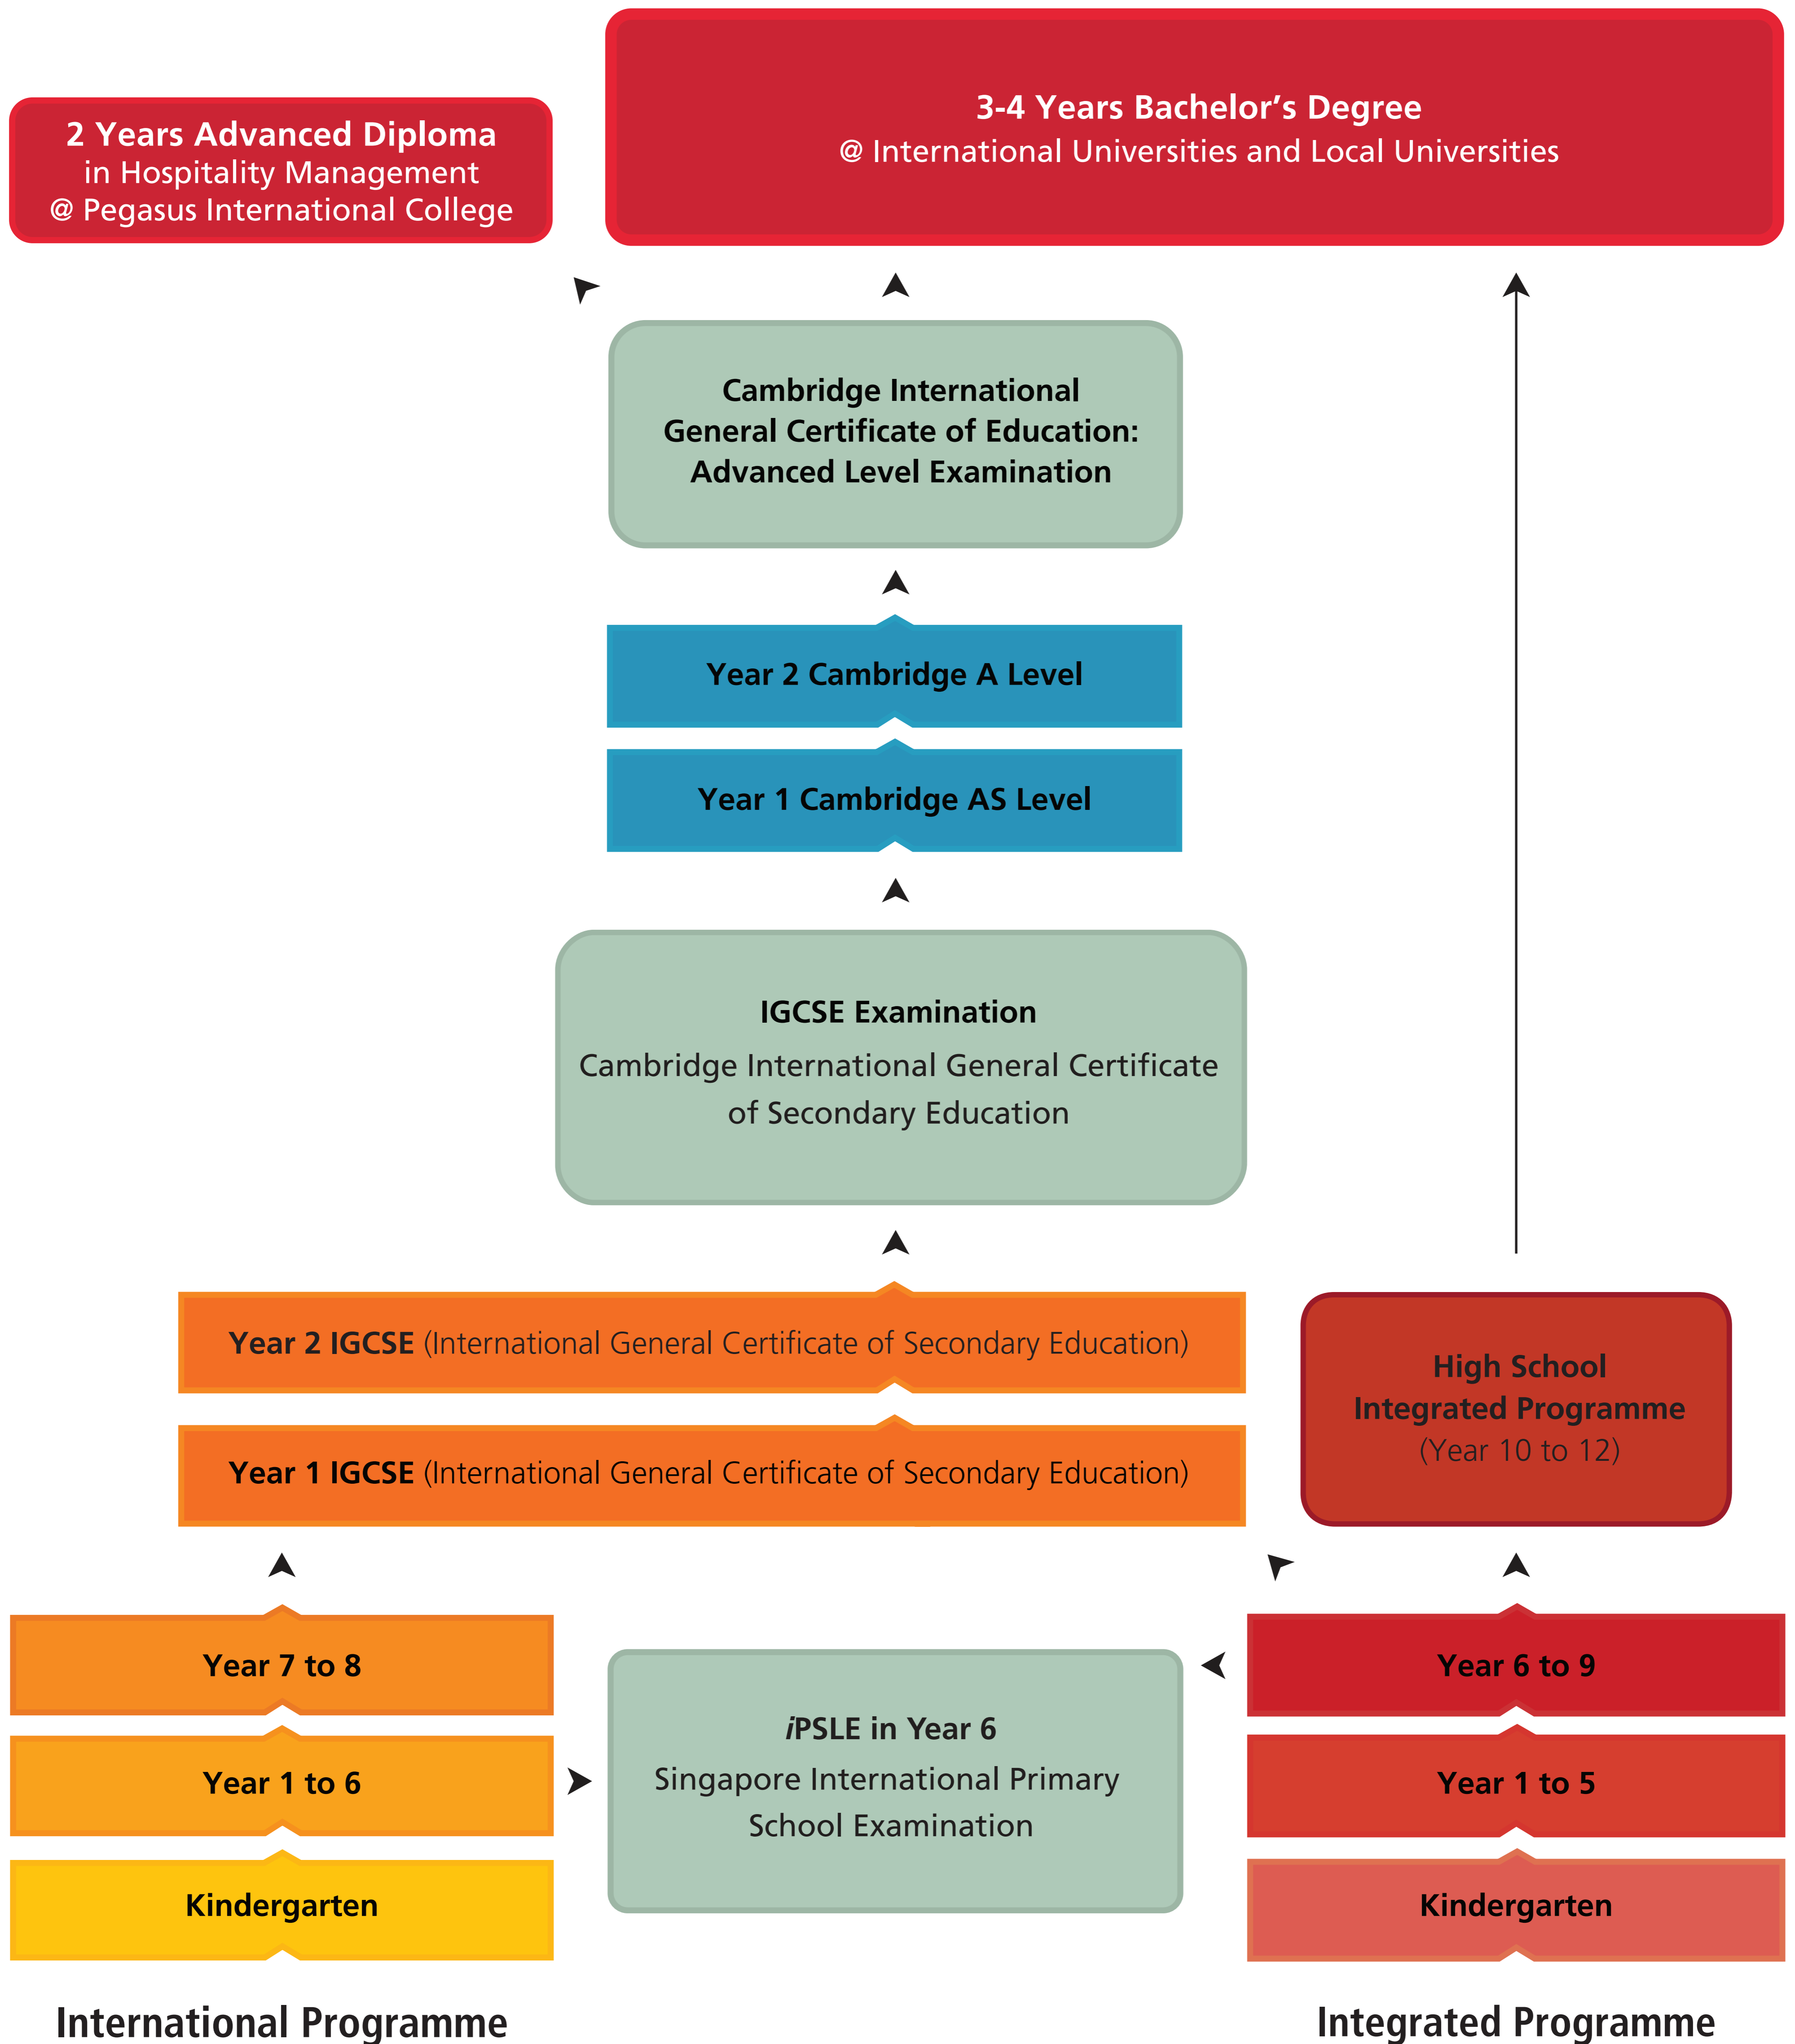 3-4 Years Bachelor’s Degree
@ International Universities and Local Universities
2 Years Advanced Diploma
in Hospitality Management
@ Pegasus International College
Cambridge International
General Certificate of Education:
Advanced Level Examination
Year 2 Cambridge A Level
Year 1 Cambridge AS Level
IGCSE Examination
Cambridge International General Certificate
of Secondary Education
Year 2 IGCSE (International General Certificate of Secondary Education)
Year 1 IGCSE (International General Certificate of Secondary Education)
High School
Integrated Programme
(Year 10 to 12)
Year 7 to 8
Year 1 to 6
Kindergarten
International Programme
iPSLE in Year 6
Singapore International Primary
School Examination
Year 6 to 9
Year 1 to 5
Kindergarten
Integrated Programme